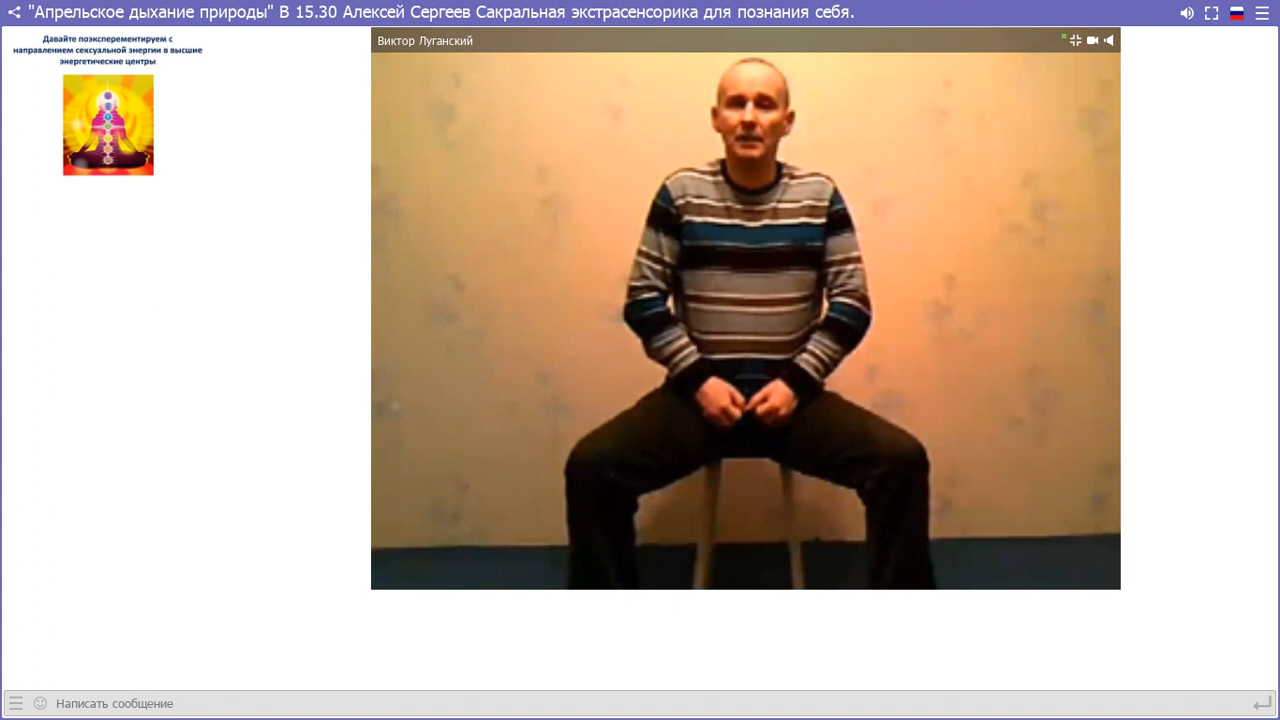 "Апрельское дыхание природы" В 15.30 Алексей Сергеев Сакральная экстрасенсорика для познания себя.
Давайте поэксперементируем с
направлением сексуальной энергии в высшие
энергетические центры
Виктор Луганский
Написать сообщение